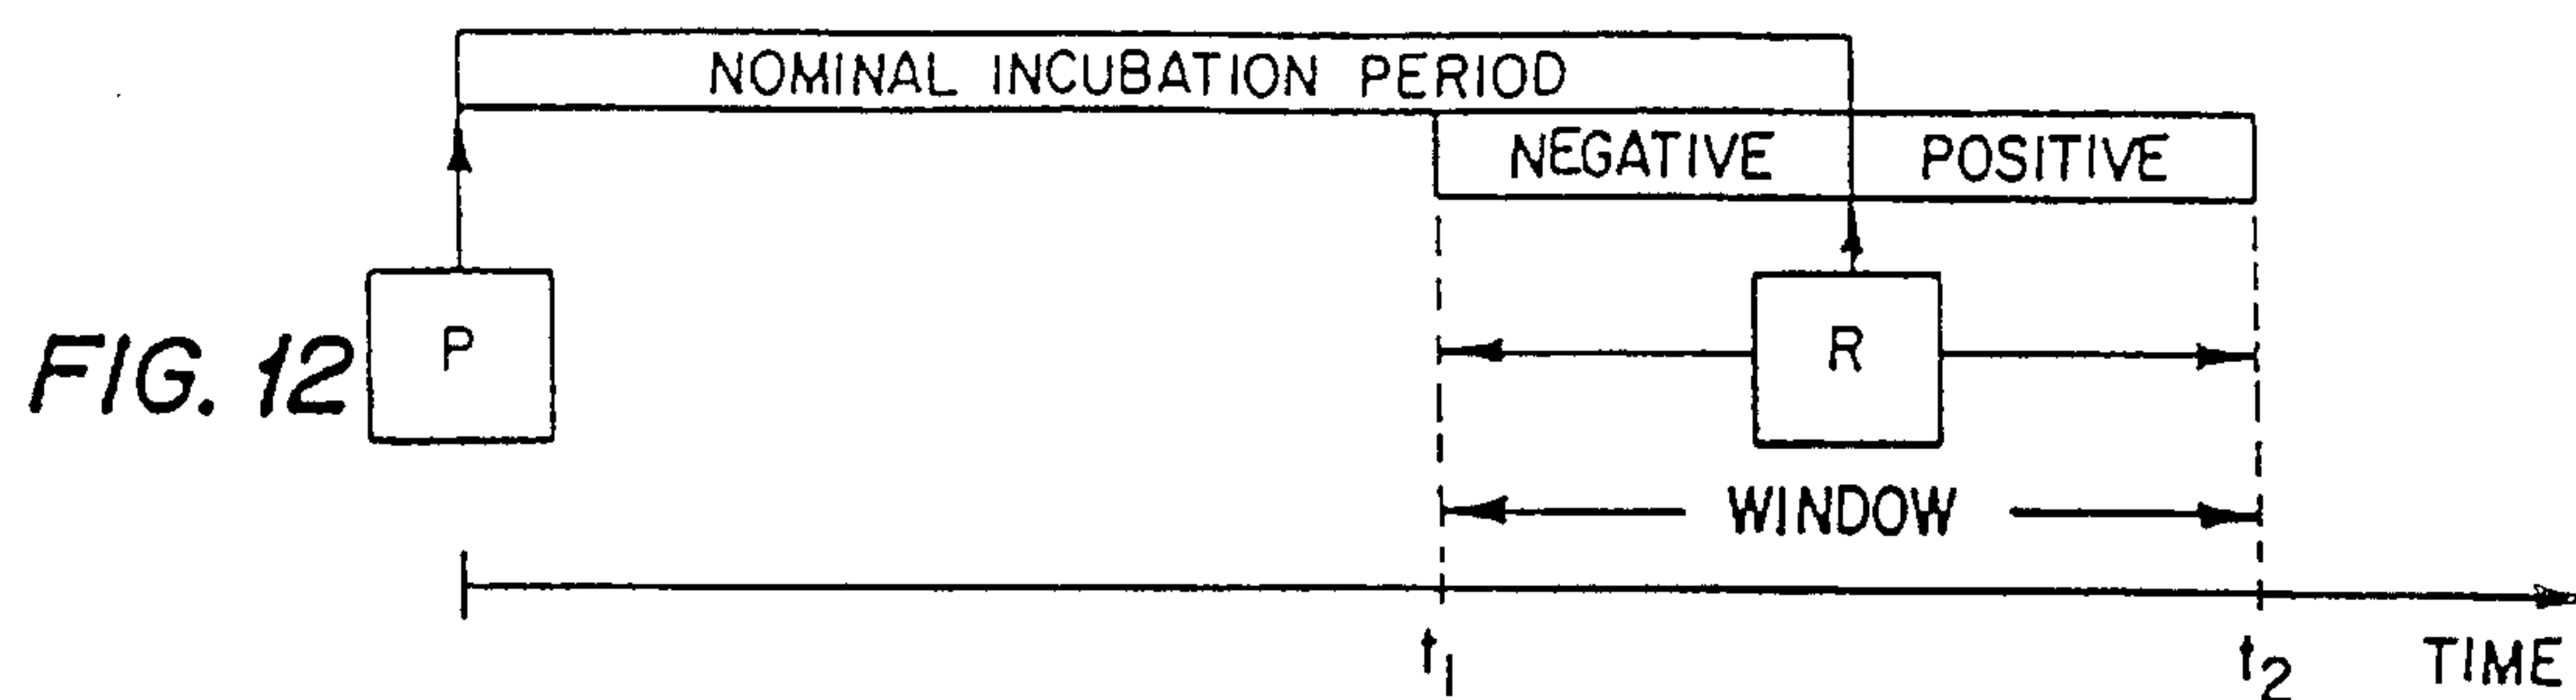 NOMINAL INCUBATION PERIOD
NEGATIVE POSITIVE
FIG. 12
P
R
WINDOW
t1 t2 TIME